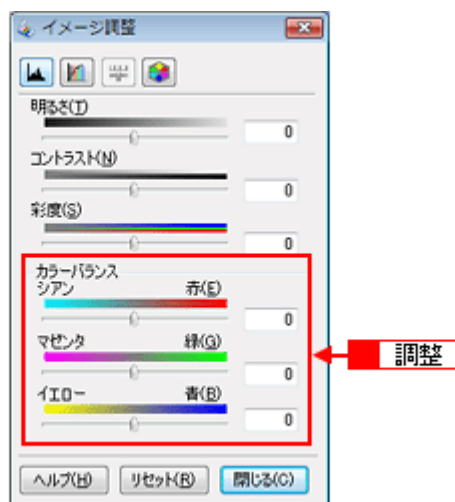 イメージ調整
明るさ(T)
0
コントラスト(N)
0
彩度(S)
0
カラーバランス
シアン 赤(E)
0
マゼンタ 緑(G)
0
イエロー 青(B)
0
調整
ヘルプ(H) リセット(R) 閉じる(C)